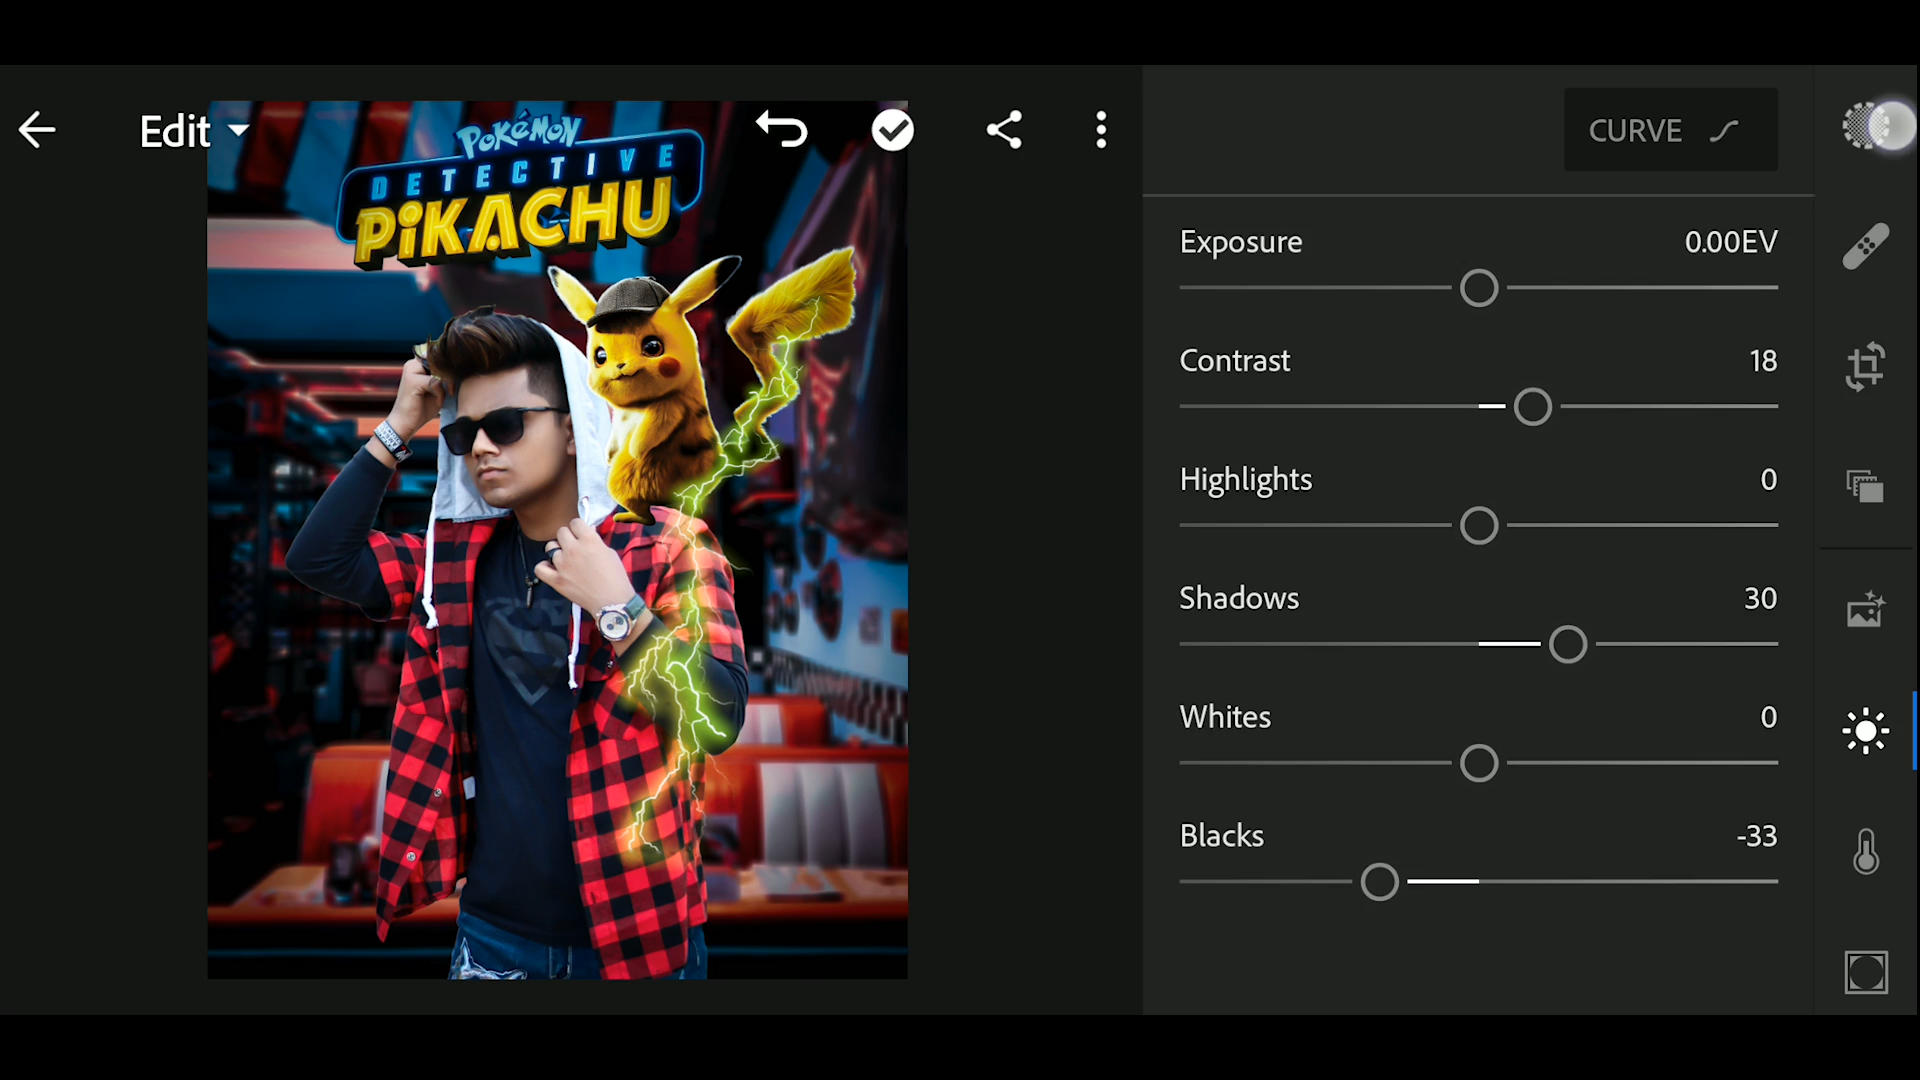 Edit
POKéMON
DETECTIVE
PiKACHU
CURVE
Exposure 0.00EV
Contrast 18
Highlights 0
Shadows 30
Whites 0
Blacks -33